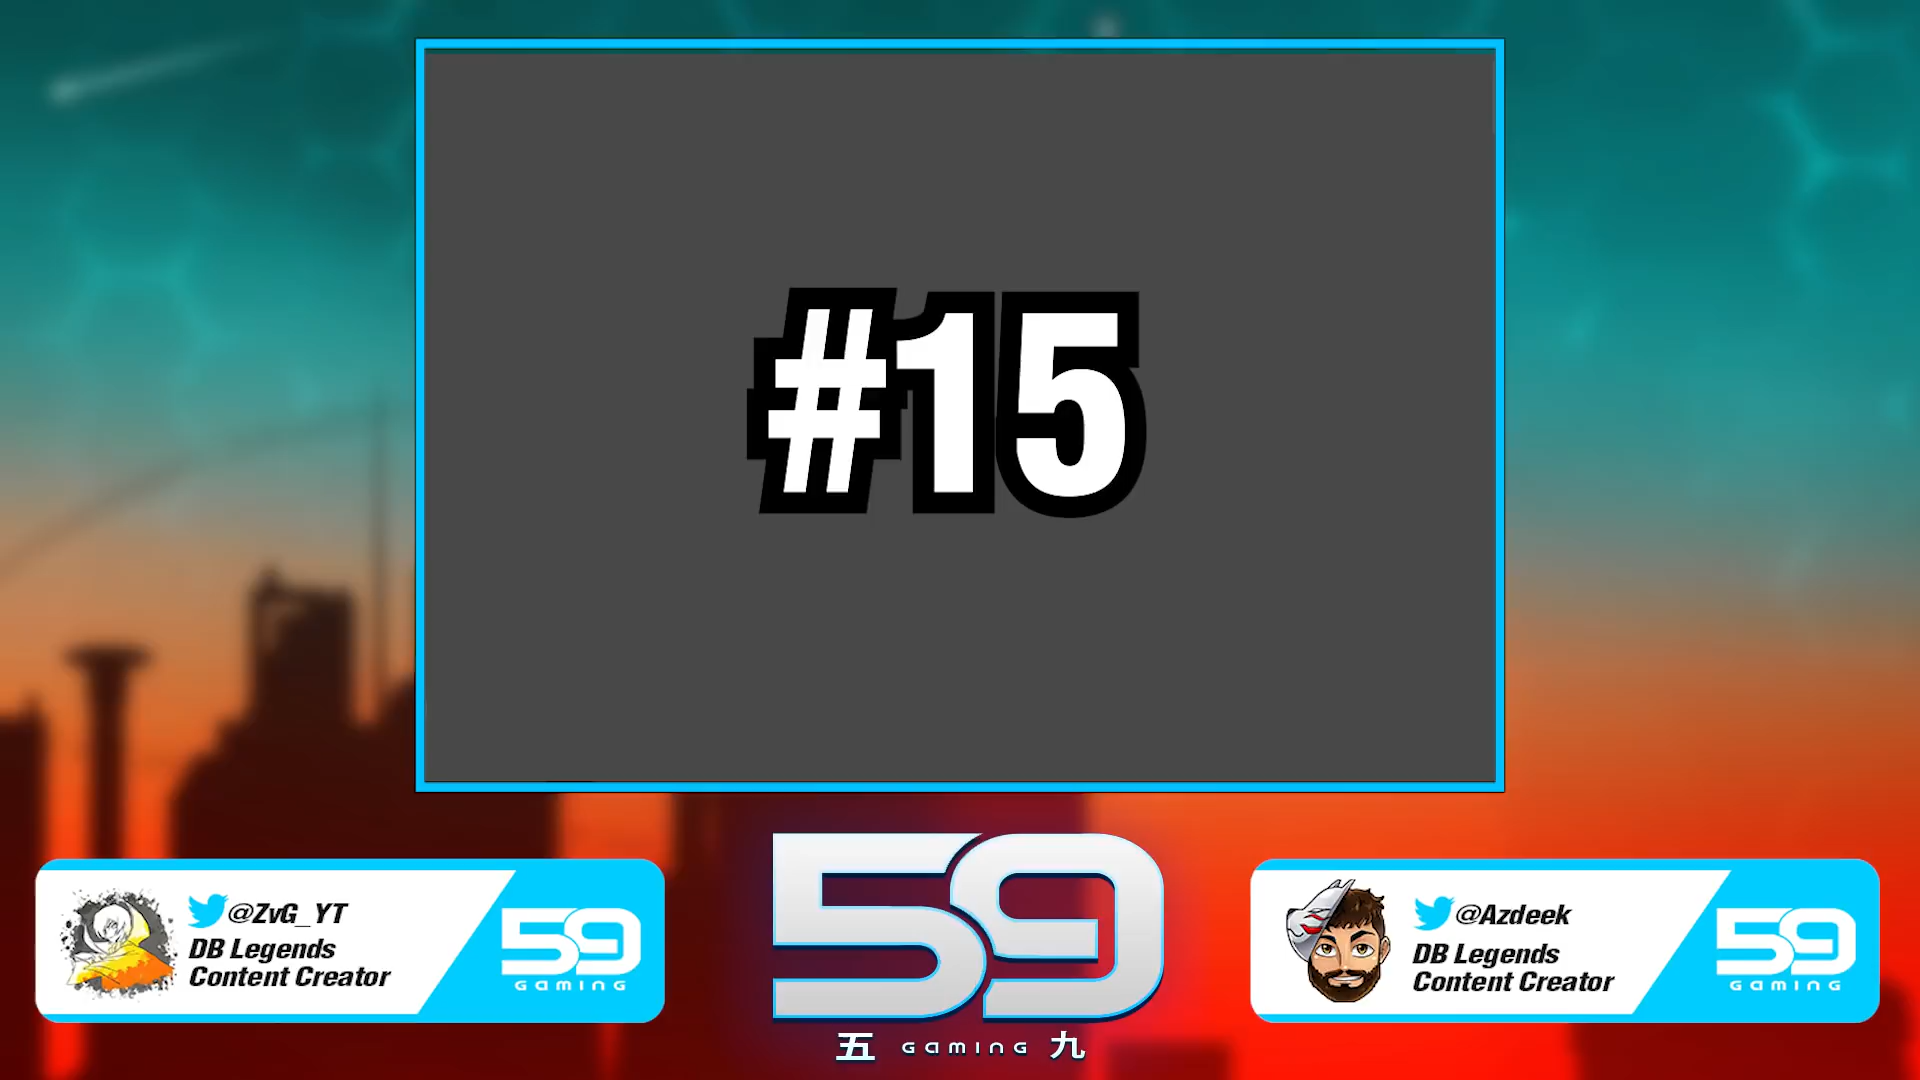 #15
@ZvG_YT
DB Legends
Content Creator
59
GAMING
59
五 GAMING 九
@Azdeek
DB Legends
Content Creator
59
GAMING